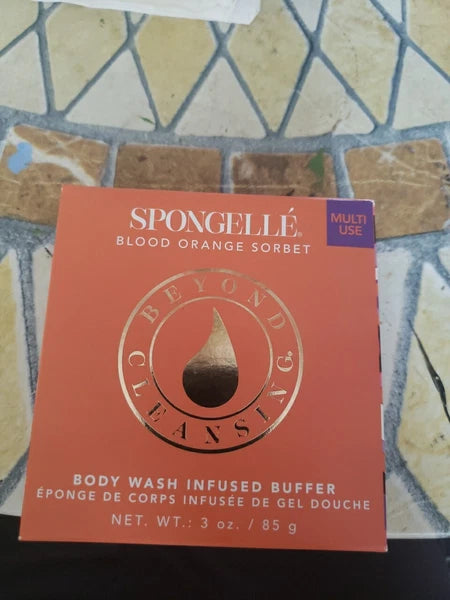 SPONGELLÉ®
BLOOD ORANGE SORBET
MULTI
USE
BEYOND
CLEANSING®
BODY WASH INFUSED BUFFER
ÉPONGE DE CORPS INFUSÉE DE GEL DOUCHE
NET. WT.: 3 oz. / 85 g